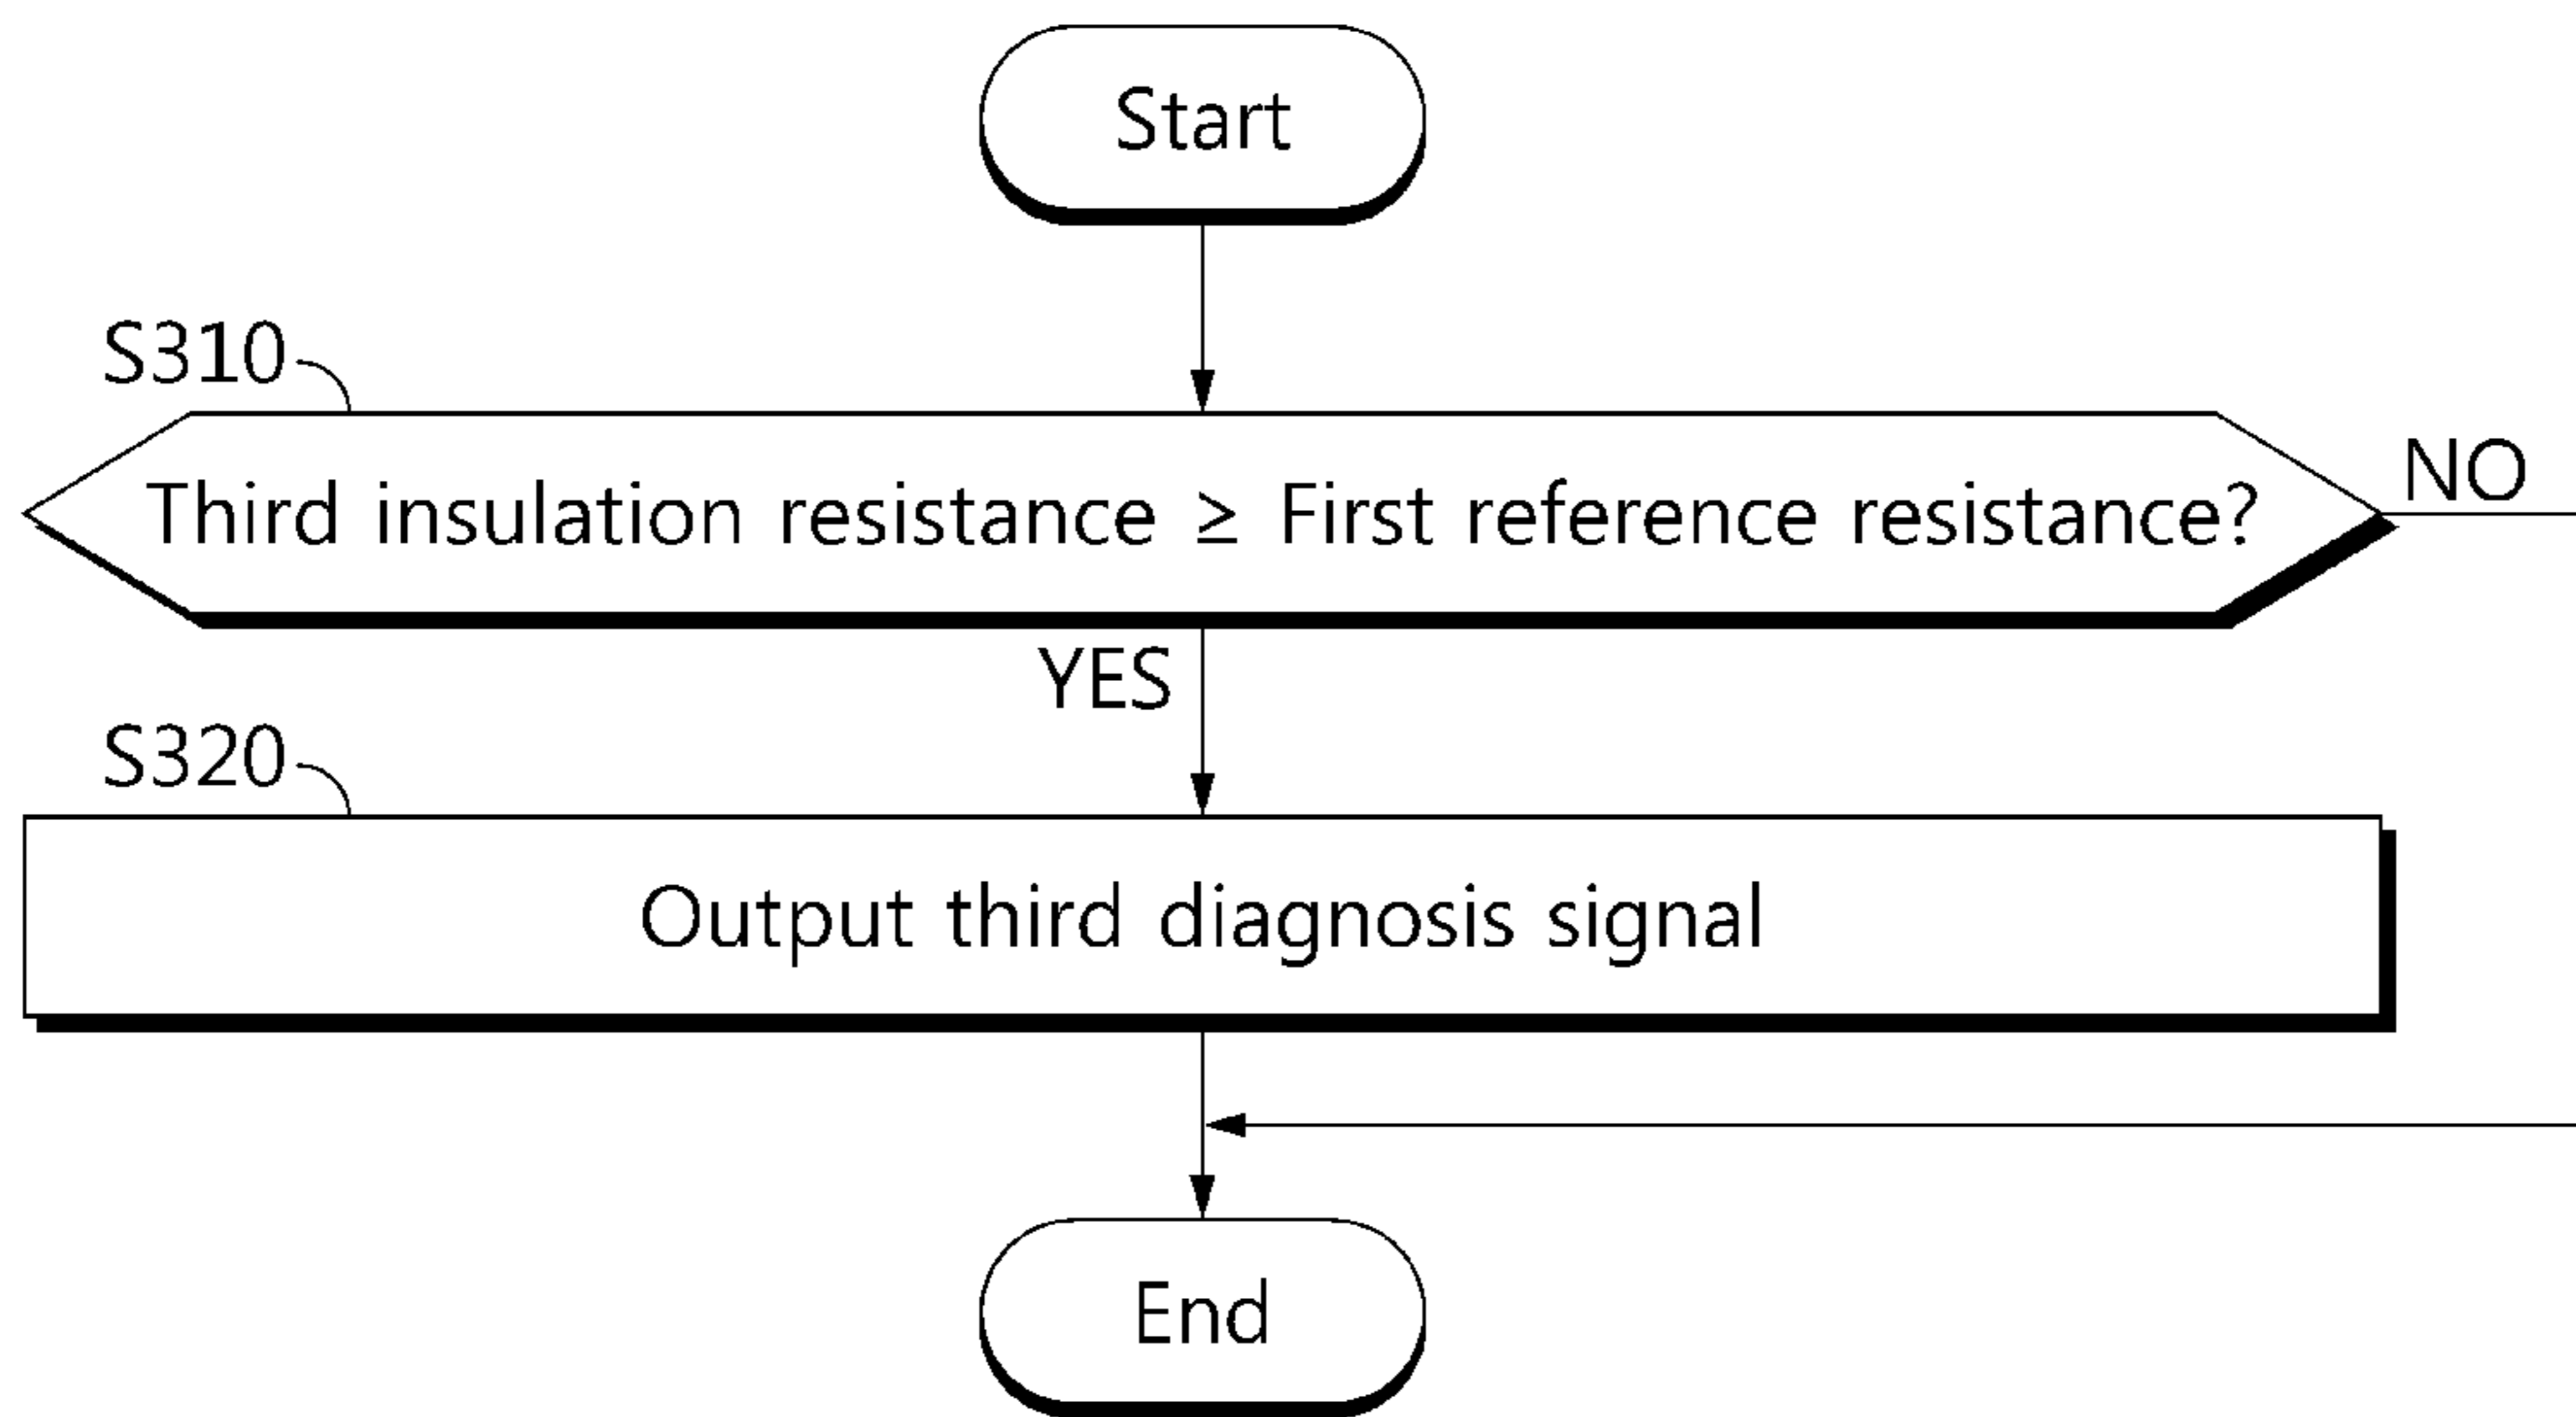 Start
S310
Third insulation resistance ≥ First reference resistance?
NO
YES
S320
Output third diagnosis signal
End